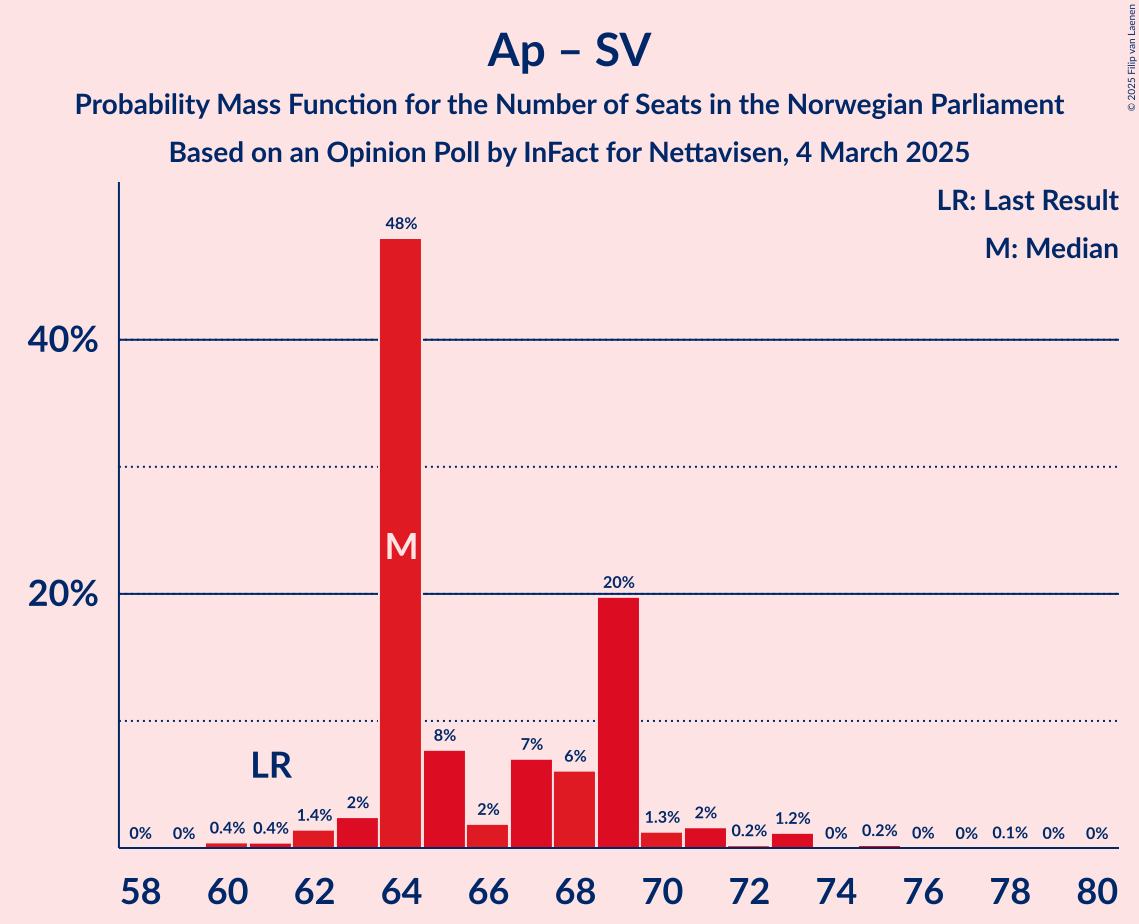 Ap – SV
Probability Mass Function for the Number of Seats in the Norwegian Parliament
Based on an Opinion Poll by InFact for Nettavisen, 4 March 2025
© 2025 Filip van Laenen
LR: Last Result
M: Median
40%
20%
0% 0% 0.4% 0.4% 1.4% 2% 48% 8% 2% 7% 6% 20% 1.3% 2% 0.2% 1.2% 0% 0.2% 0% 0% 0.1% 0% 0%
LR
M
58 60 62 64 66 68 70 72 74 76 78 80